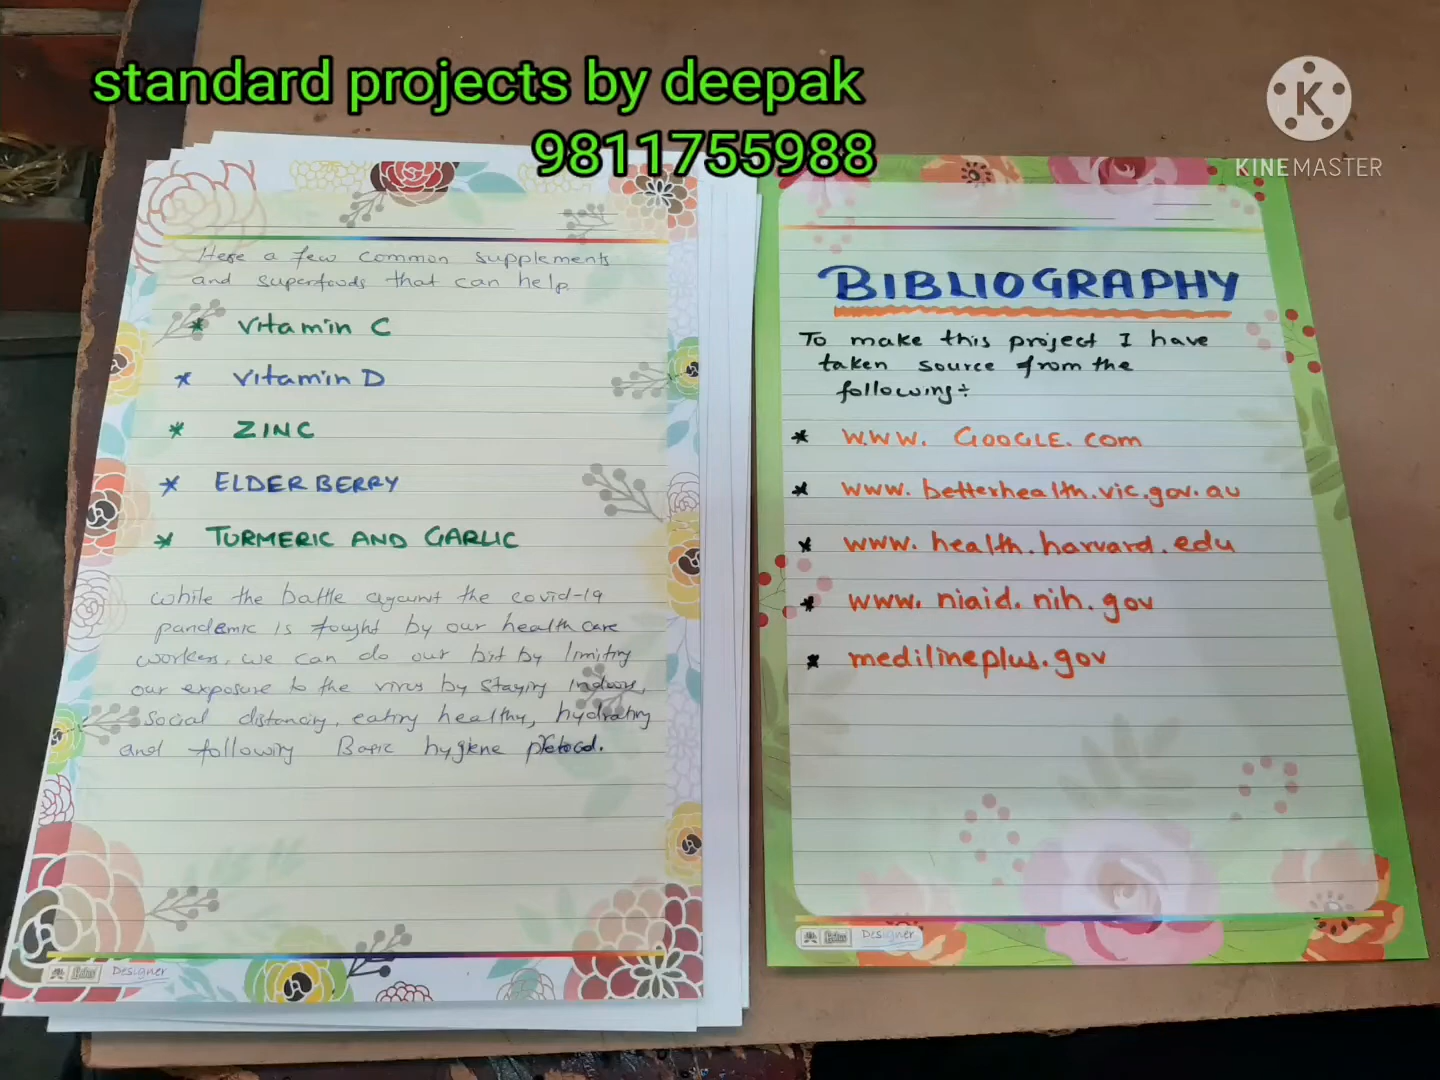 standard projects by deepak
9811755988
KINEMASTER
Here a few common supplements
and superfoods that can help.
* Vitamin C
* Vitamin D
* ZINC
* ELDERBERRY
* TURMERIC AND GARLIC
While the battle against the covid-19
pandemic is fought by our health care
workers, we can do our bit by limiting
our exposure to the virus by staying indoors,
Social distancing, eating healthy, hydrating
and following Basic hygiene
Designer
BIBLIOGRAPHY
To make this project I have
taken source from the
following÷
* www. GOOGLE. com
* www. betterhealth.vic.gov.au
* www. health.harvard.edu
* www. niaid. nih. gov
* medilineplus.gov
Designer